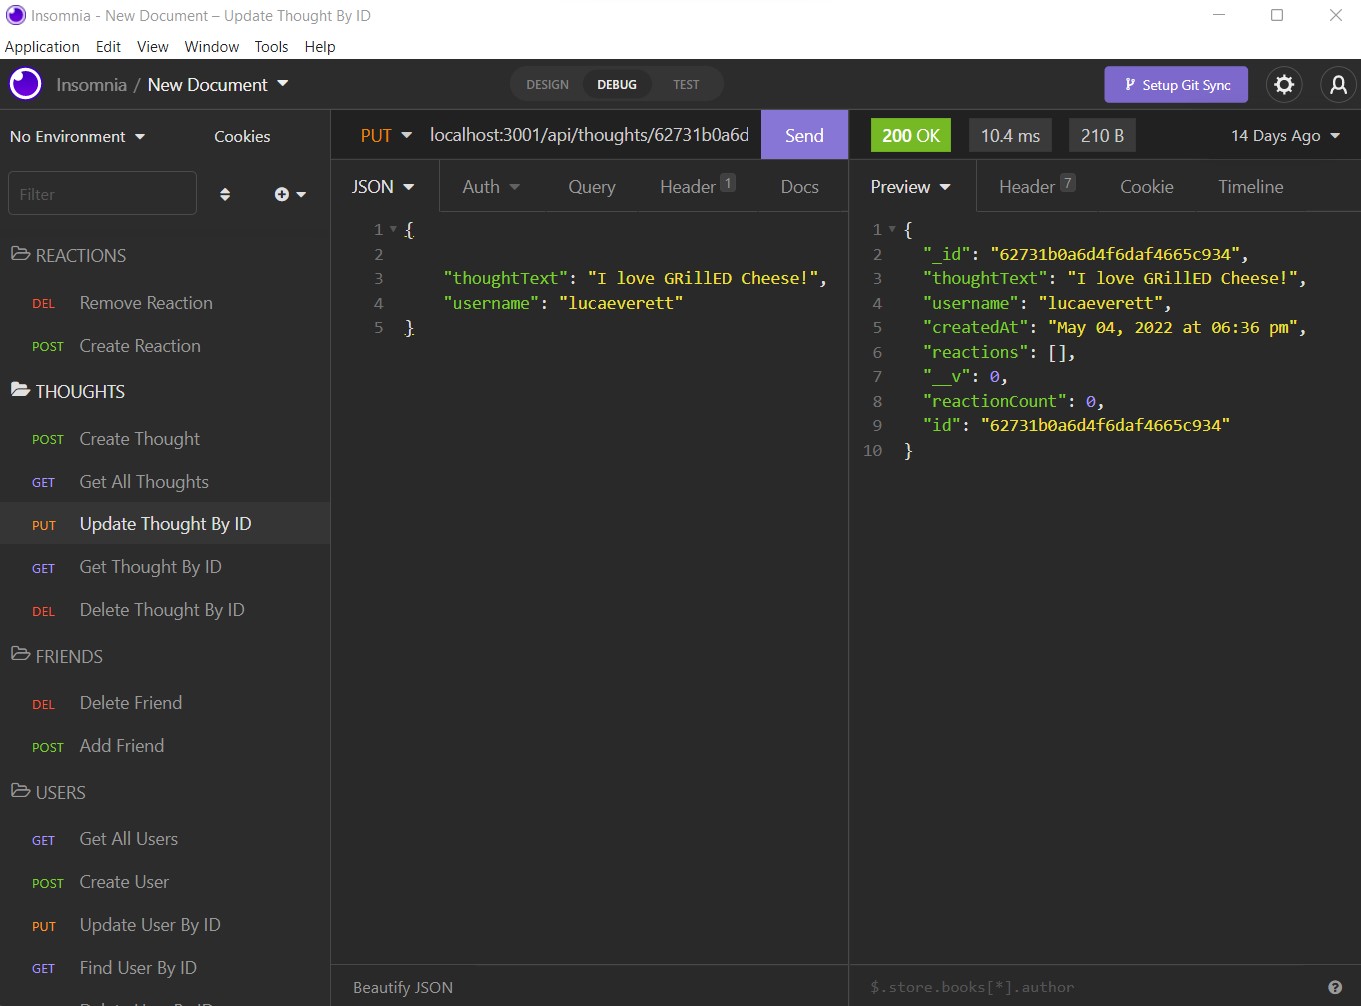 Insomnia - New Document – Update Thought By ID
Application Edit View Window Tools Help
Insomnia / New Document
DESIGN DEBUG TEST
Setup Git Sync
No Environment
Cookies
Filter
REACTIONS
DEL Remove Reaction
POST Create Reaction
THOUGHTS
POST Create Thought
GET Get All Thoughts
PUT Update Thought By ID
GET Get Thought By ID
DEL Delete Thought By ID
FRIENDS
DEL Delete Friend
POST Add Friend
USERS
GET Get All Users
POST Create User
PUT Update User By ID
GET Find User By ID
PUT localhost:3001/api/thoughts/62731b0a6d Send
JSON Auth Query Header 1 Docs
1 {
2
3 "thoughtText": "I love GRillED Cheese!",
4 "username": "lucaeverett"
5 }
Beautify JSON
200 OK 10.4 ms 210 B 14 Days Ago
Preview Header 7 Cookie Timeline
1 {
2 "_id": "62731b0a6d4f6daf4665c934",
3 "thoughtText": "I love GRillED Cheese!",
4 "username": "lucaeverett",
5 "createdAt": "May 04, 2022 at 06:36 pm",
6 "reactions": [],
7 "__v": 0,
8 "reactionCount": 0,
9 "id": "62731b0a6d4f6daf4665c934"
10 }
$.store.books[*].author